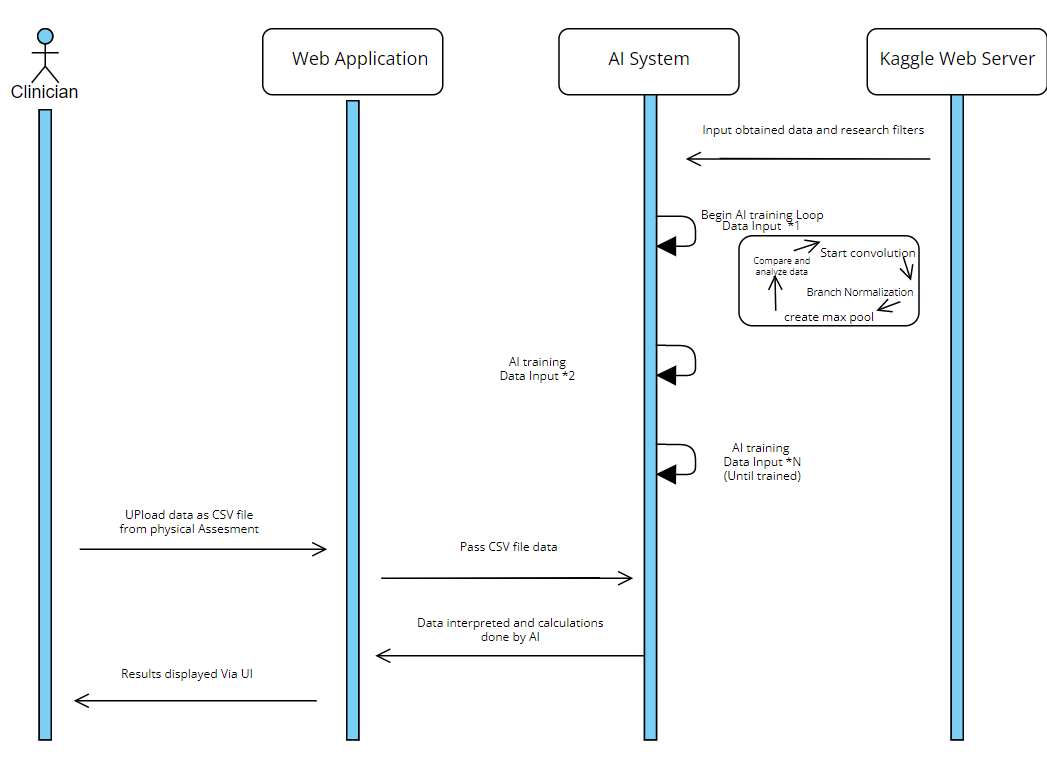 Clinician
Web Application
AI System
Kaggle Web Server
Input obtained data and research filters
Begin AI training Loop
Data Input *1
Start convolution
Compare and
analyze data
Branch Normalization
create max pool
AI training
Data Input *2
AI training
Data Input *N
(Until trained)
UPload data as CSV file
from physical Assesment
Pass CSV file data
Data interpreted and calculations
done by AI
Results displayed Via UI